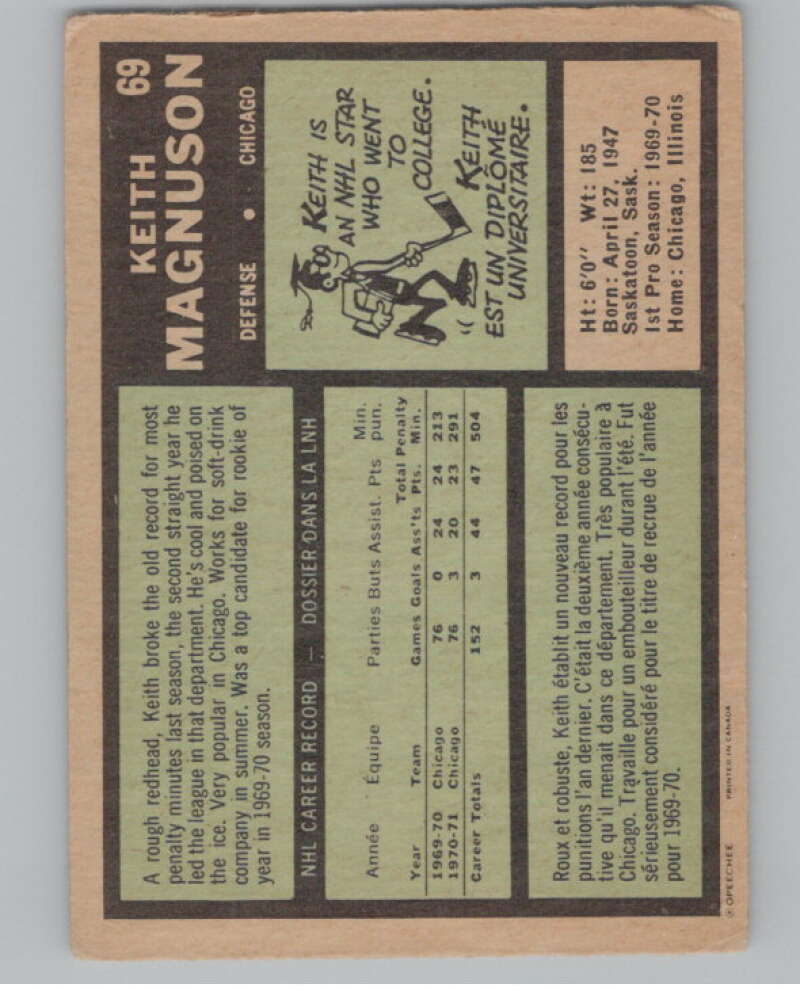 KEITH 69
MAGNUSON
DEFENSE • CHICAGO
KEITH IS
AN NHL STAR
WHO WENT
TO
COLLEGE.
KEITH
EST UN DIPLÔMÉ
UNIVERSITAIRE.
Ht: 6'0" Wt: 185
Born: April 27, 1947
Saskatoon, Sask.
1st Pro Season: 1969-70
Home: Chicago, Illinois
A rough redhead, Keith broke the old record for most
penalty minutes last season, the second straight year he
led the league in that department. He's cool and poised on
the ice. Very popular in Chicago. Works for soft-drink
company in summer. Was a top candidate for rookie of
year in 1969-70 season.
NHL CAREER RECORD — DOSSIER DANS LA LNH
Année Équipe Parties Buts Assist. Pts Min. pun.
Year Team Games Goals Ass'ts Total Pts. Penalty Min.
1969-70 Chicago 76 0 24 24 213
1970-71 Chicago 76 3 20 23 291
Career Totals 152 3 44 47 504
Roux et robuste, Keith établit un nouveau record pour les
punitions l'an dernier. C'était la deuxième année consécu-
tive qu'il menait dans ce département. Très populaire à
Chicago. Travaille pour un embouteilleur durant l'été. Fut
sérieusement considéré pour le titre de recrue de l'année
pour 1969-70.
© OPEECHEE PRINTED IN CANADA